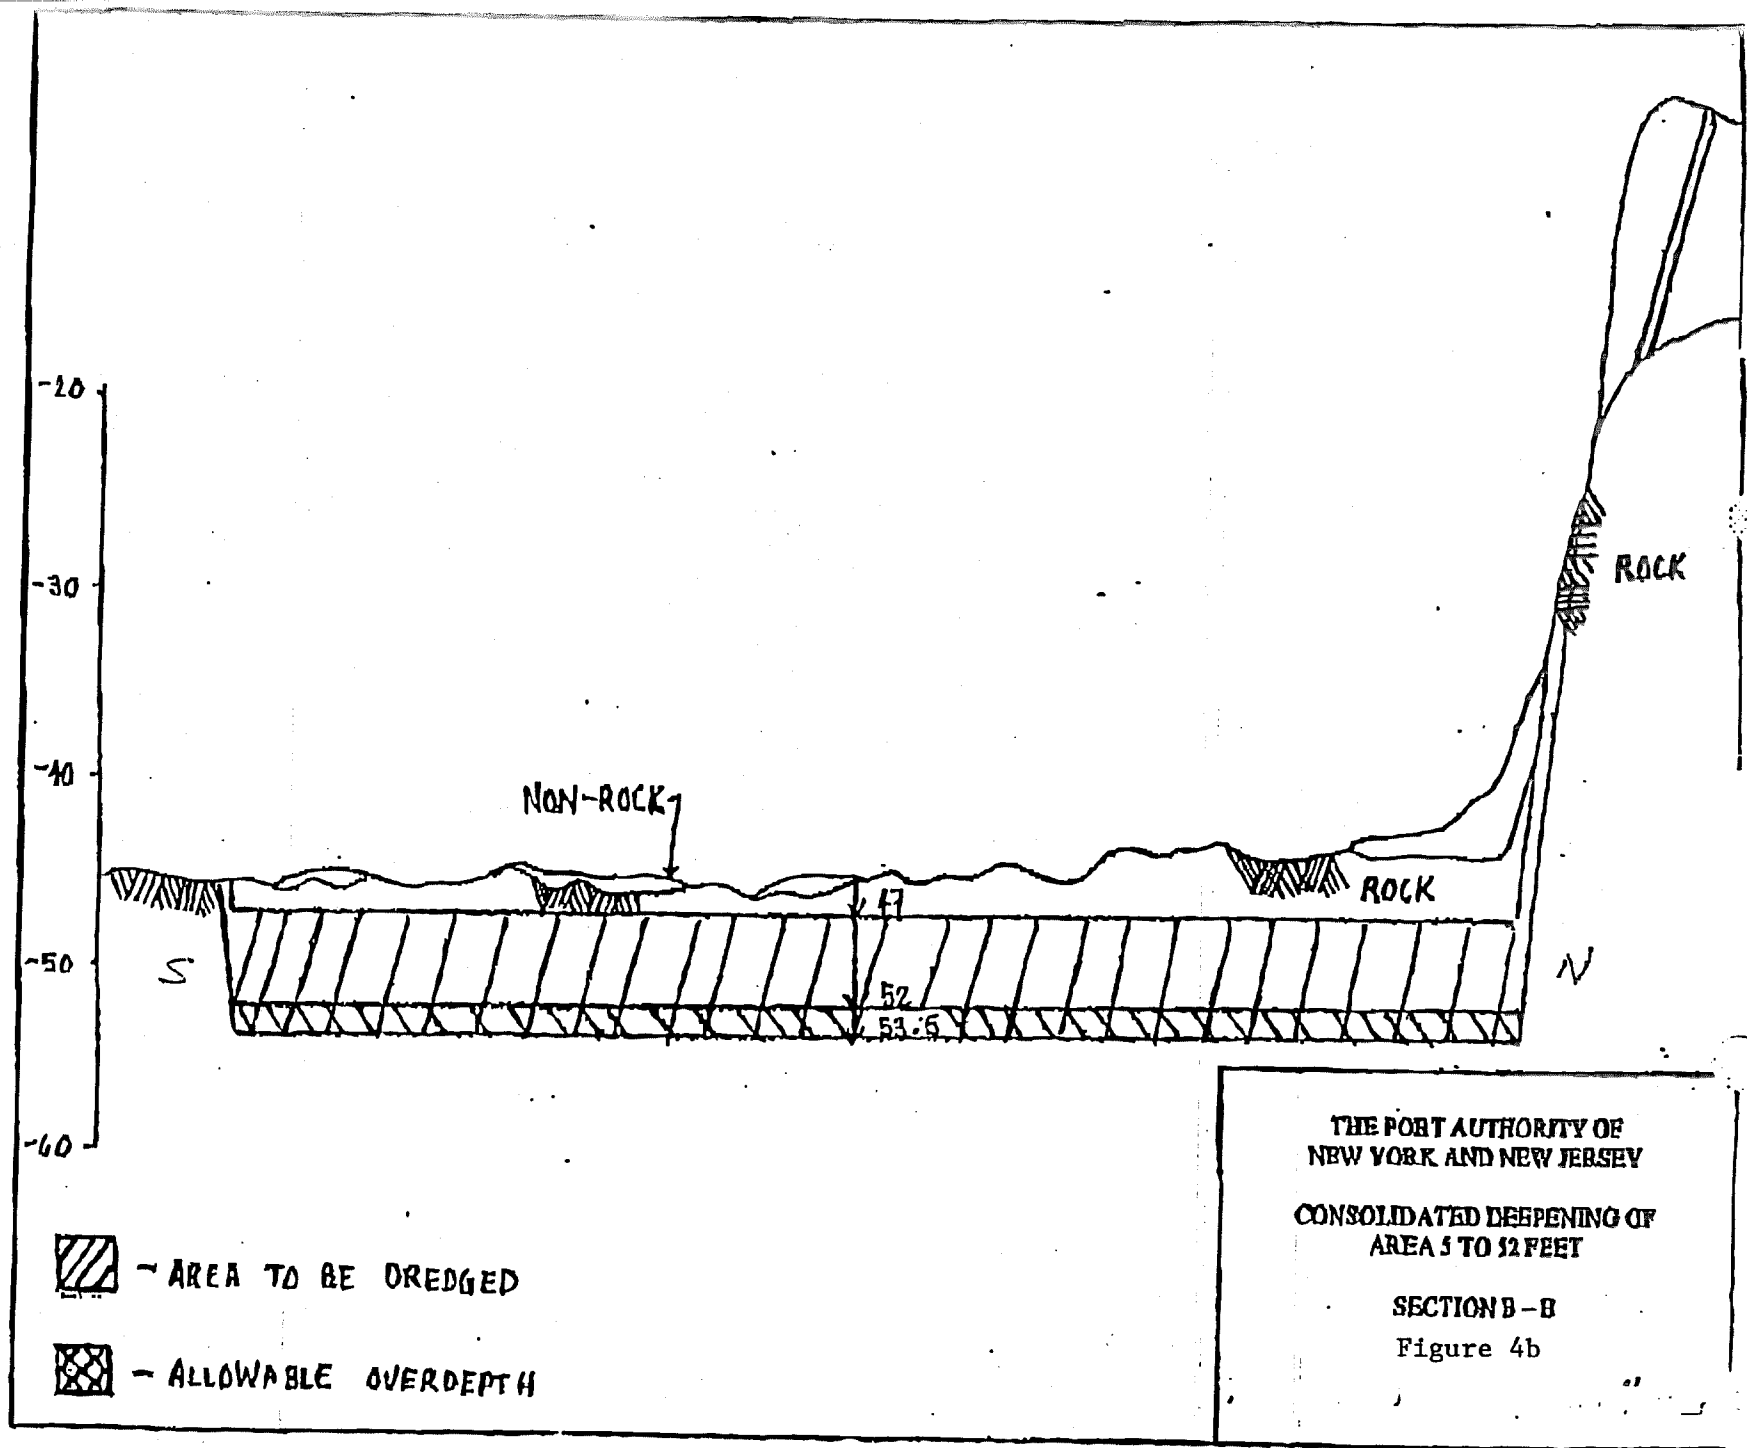 -20
-30
ROCK
-40
NON-ROCK
ROCK
47
-50
S
N
52
53.5
-60
THE PORT AUTHORITY OF
NEW YORK AND NEW JERSEY
CONSOLIDATED DEEPENING OF
AREA 5 TO 52 FEET
SECTION B-B
Figure 4b
- AREA TO BE DREDGED
- ALLOWABLE OVERDEPTH